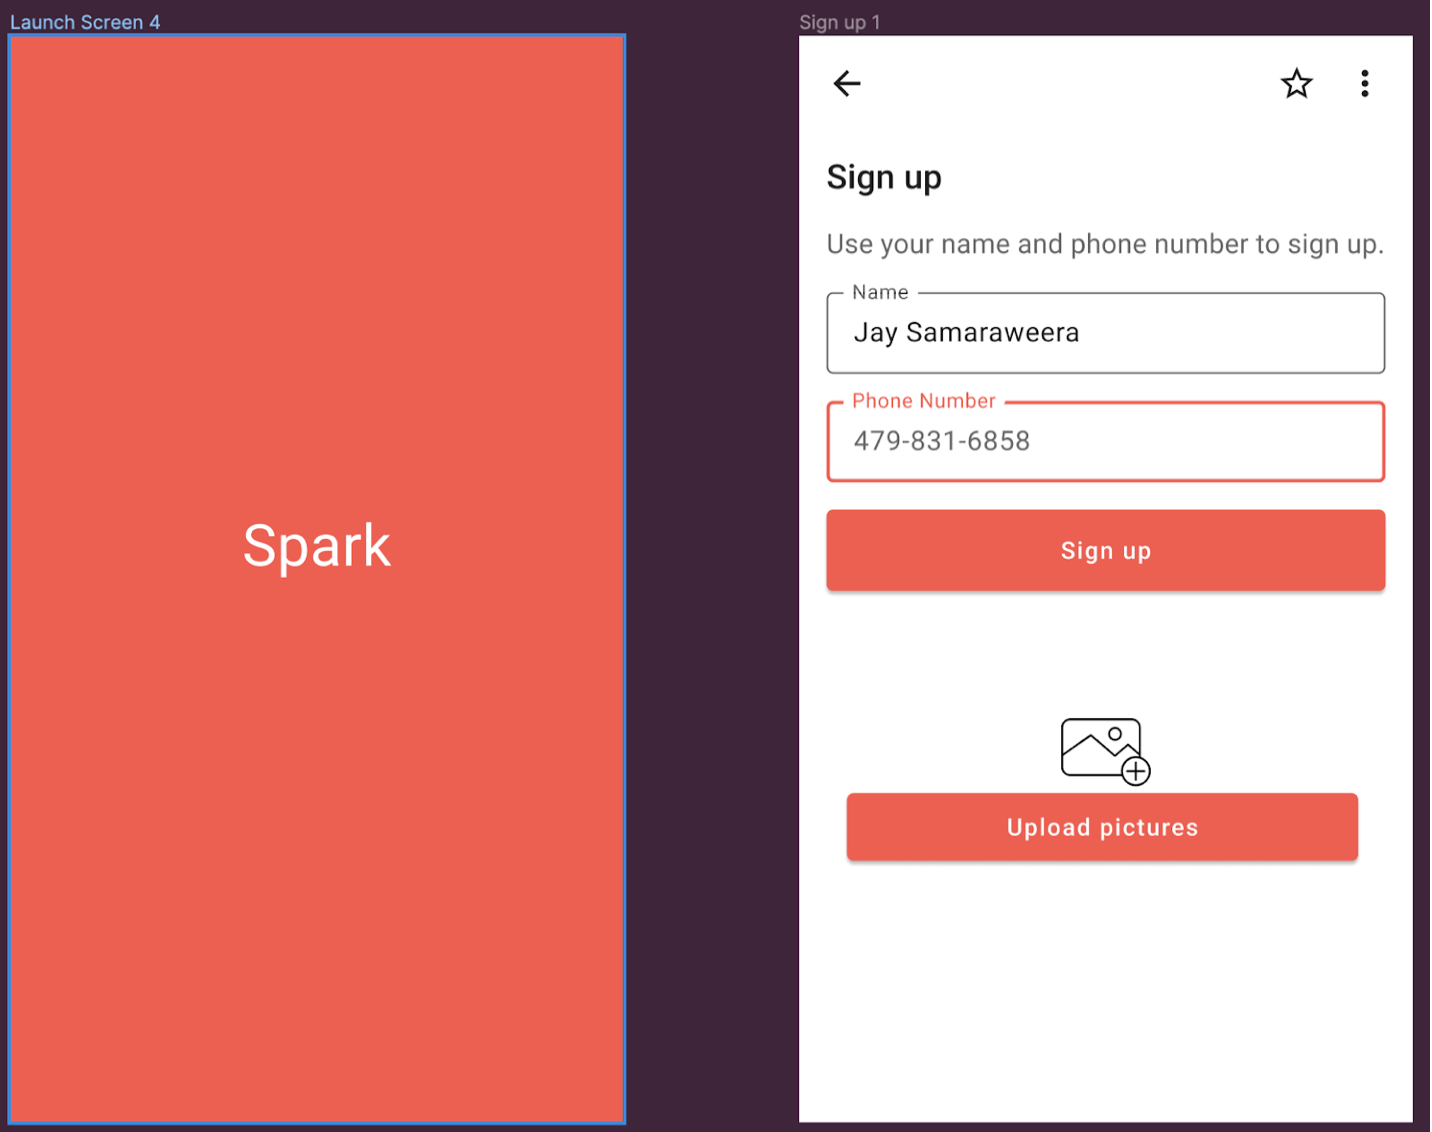 Launch Screen 4
Spark
Sign up 1
Sign up
Use your name and phone number to sign up.
Name
Jay Samaraweera
Phone Number
479-831-6858
Sign up
Upload pictures